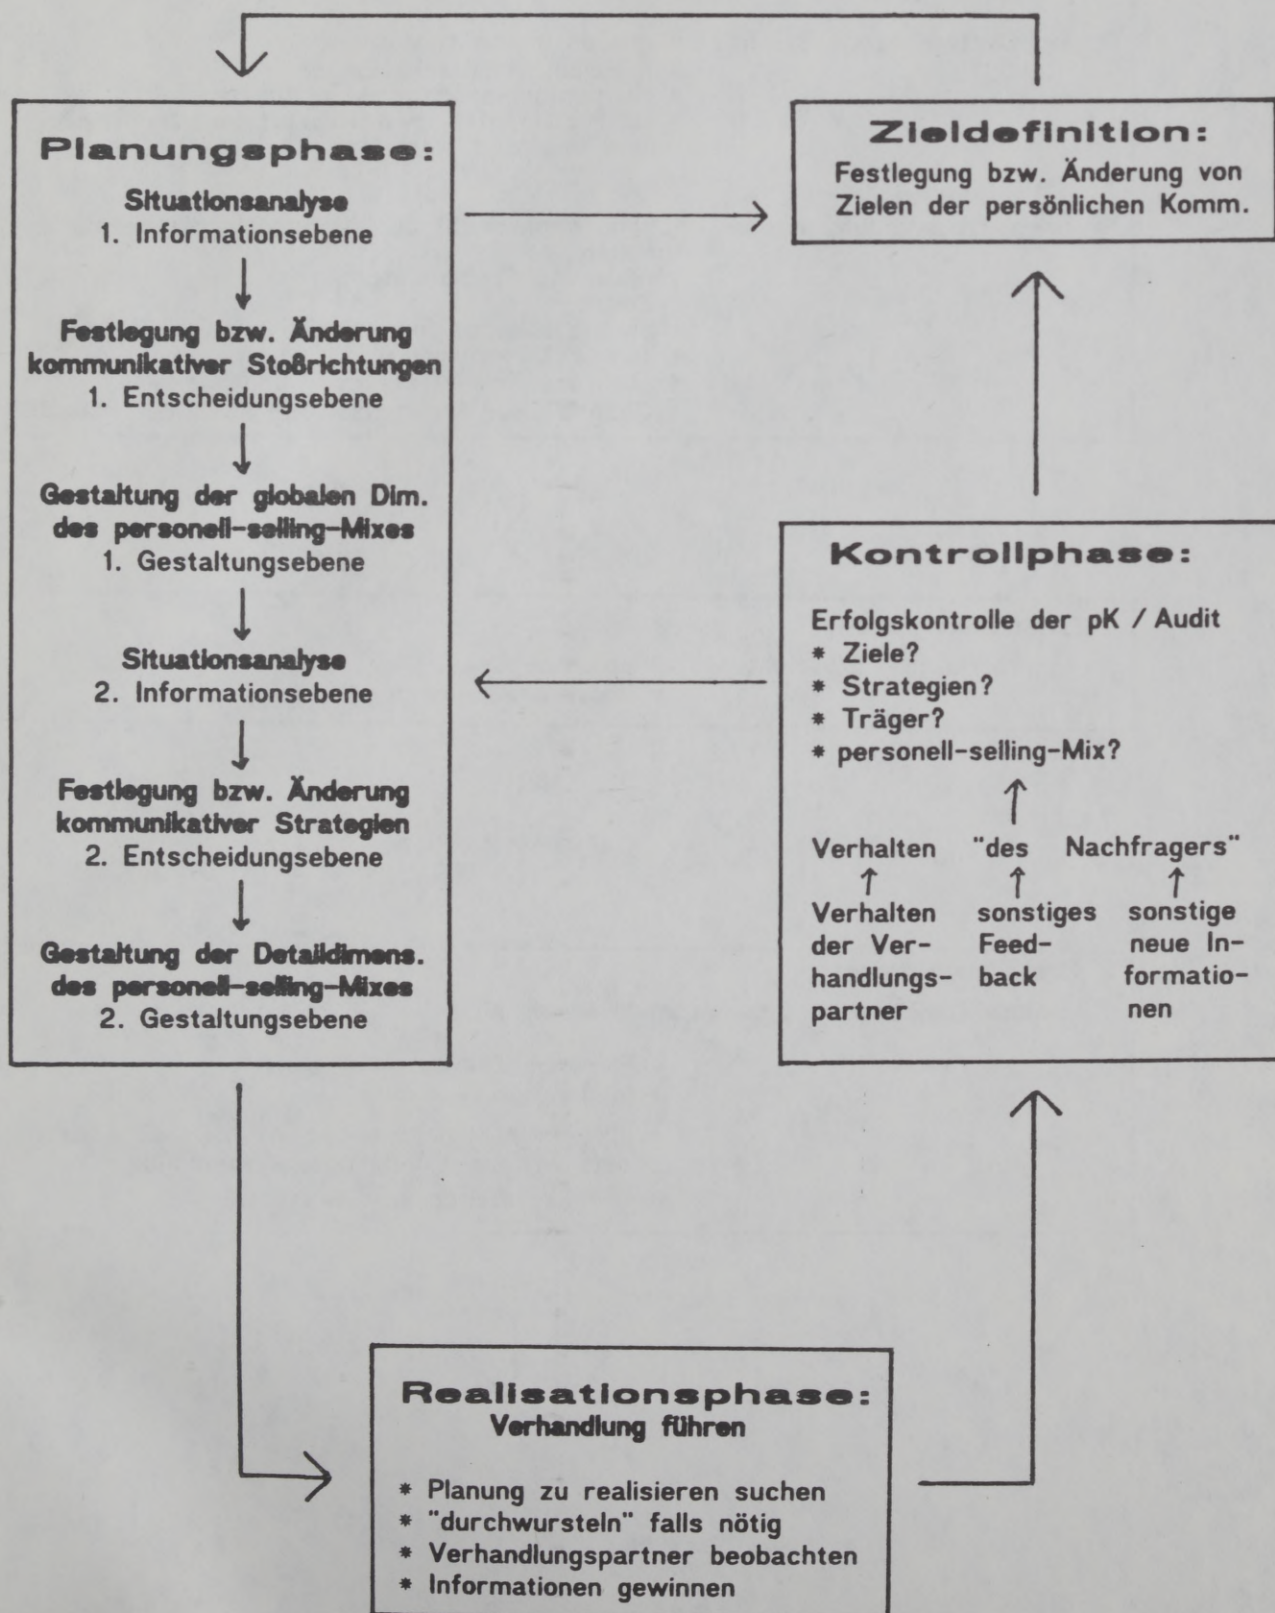 Planungsphase:
Situationsanalyse
1. Informationsebene
Festlegung bzw. Änderung
kommunikativer Stoßrichtungen
1. Entscheidungsebene
Gestaltung der globalen Dim.
des personell-selling-Mixes
1. Gestaltungsebene
Situationsanalyse
2. Informationsebene
Festlegung bzw. Änderung
kommunikativer Strategien
2. Entscheidungsebene
Gestaltung der Detaildimens.
des personell-selling-Mixes
2. Gestaltungsebene
Zieldefinition:
Festlegung bzw. Änderung von
Zielen der persönlichen Komm.
Kontrollphase:
Erfolgskontrolle der pK / Audit
* Ziele?
* Strategien?
* Träger?
* personell-selling-Mix?
Verhalten "des Nachfragers"
Verhalten sonstiges sonstige
der Ver- Feed- neue In-
handlungs- back formatio-
partner nen
Realisationsphase:
Verhandlung führen
* Planung zu realisieren suchen
* "durchwursteln" falls nötig
* Verhandlungspartner beobachten
* Informationen gewinnen